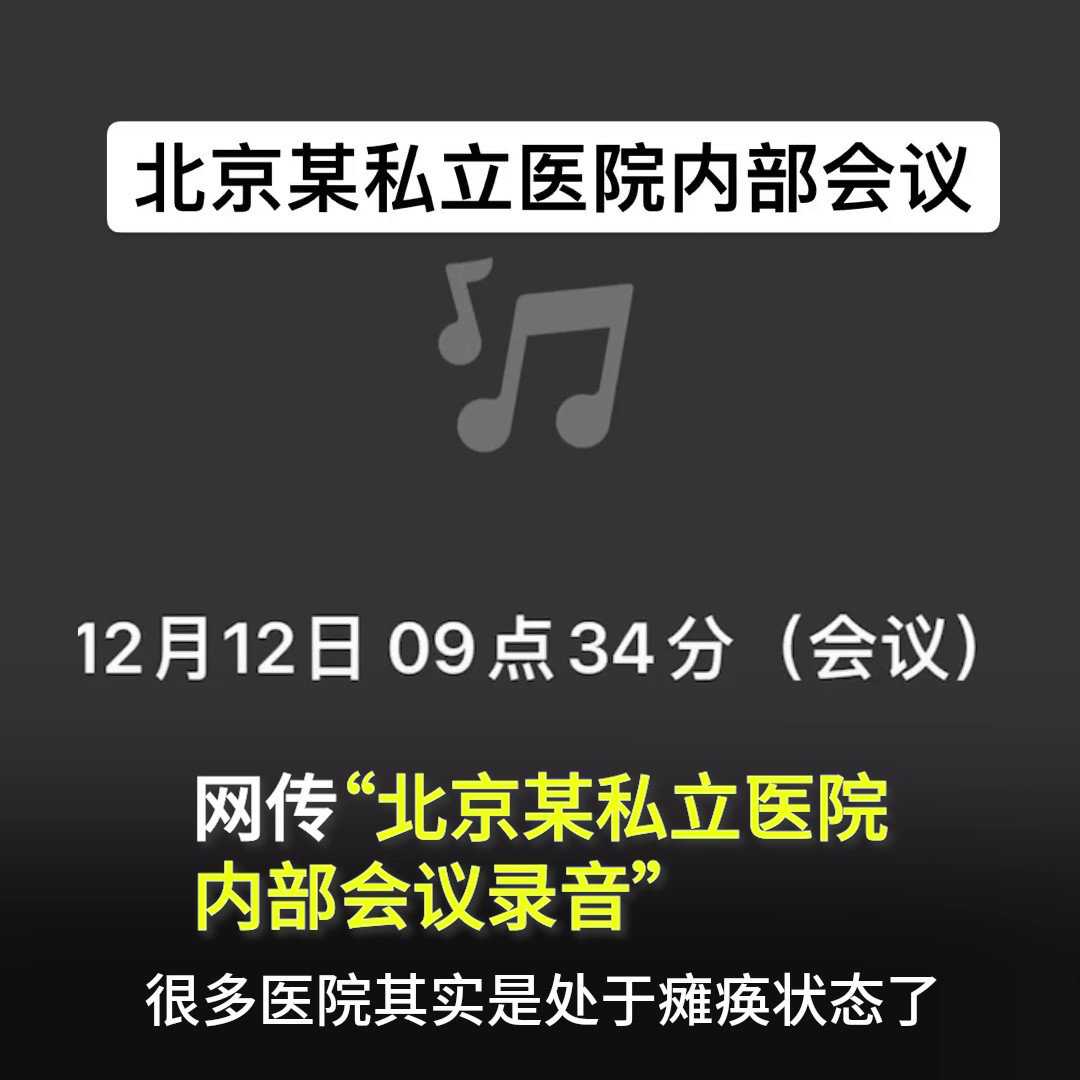 北京某私立医院内部会议
12月12日 09点34分（会议）
网传“北京某私立医院
内部会议录音”
很多医院其实是处于瘫痪状态了